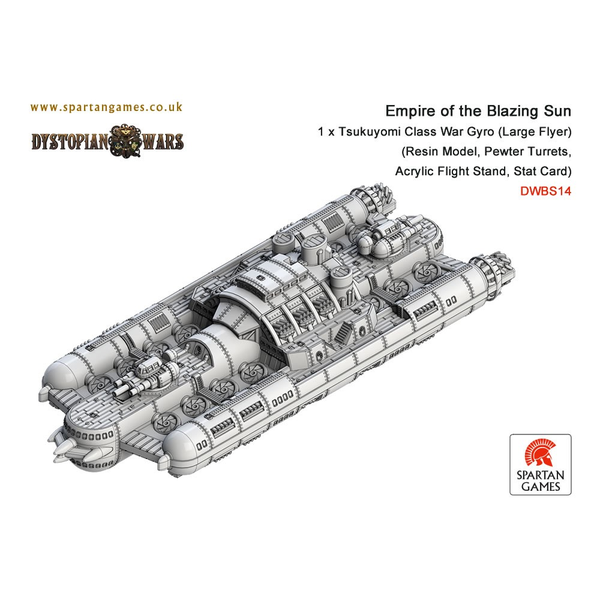 www.spartangames.co.uk
DYSTOPIAN WARS
Empire of the Blazing Sun
1 x Tsukuyomi Class War Gyro (Large Flyer)
(Resin Model, Pewter Turrets,
Acrylic Flight Stand, Stat Card)
DWBS14
SPARTAN
GAMES